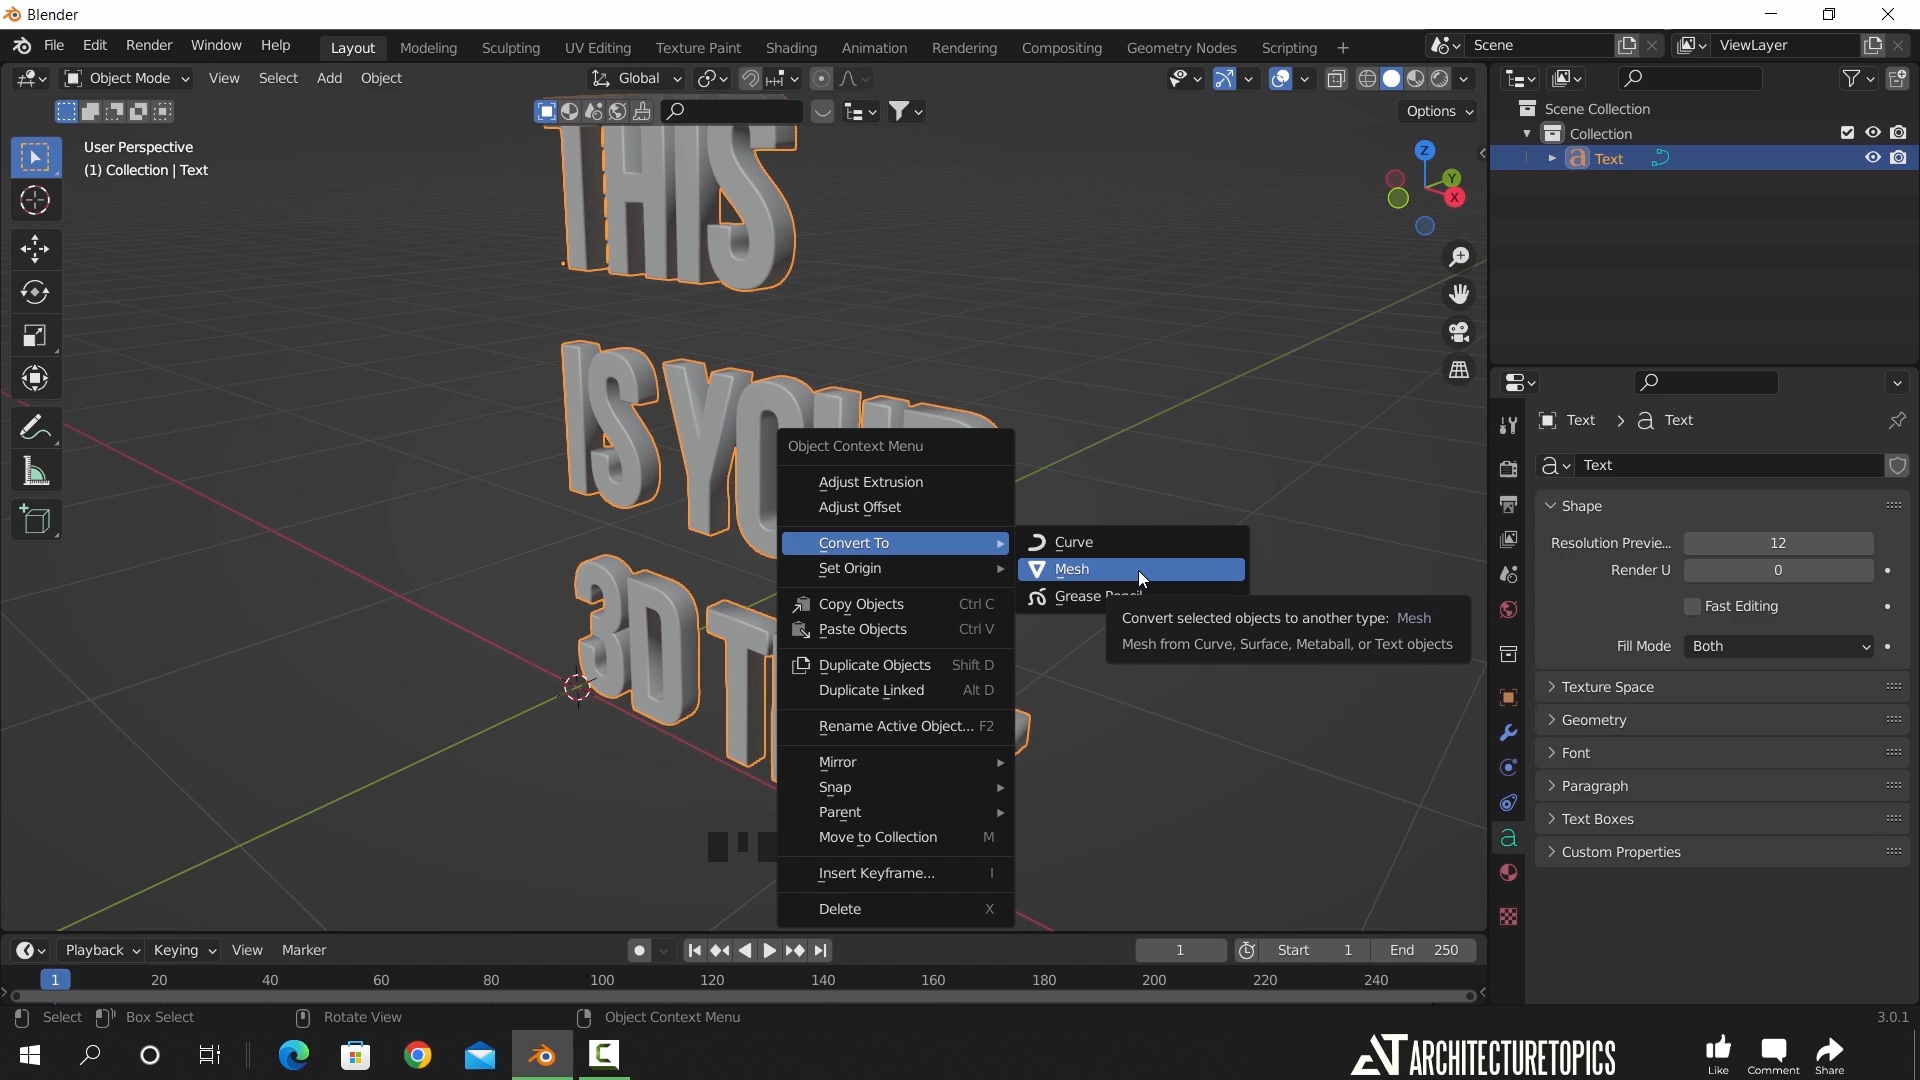 Blender
File Edit Render Window Help Layout Modeling Sculpting UV Editing Texture Paint Shading Animation Rendering Compositing Geometry Nodes Scripting + Scene ViewLayer
Object Mode View Select Add Object Global
Options
User Perspective
(1) Collection | Text
Z
Y
X
THIS
IS YOUR
3D
Object Context Menu
Adjust Extrusion
Adjust Offset
Convert To
Set Origin
Copy Objects Ctrl C
Paste Objects Ctrl V
Duplicate Objects Shift D
Duplicate Linked Alt D
Rename Active Object... F2
Mirror
Snap
Parent
Move to Collection M
Insert Keyframe... I
Delete X
Curve
Mesh
Grease Pencil
Convert selected objects to another type: Mesh
Mesh from Curve, Surface, Metaball, or Text objects
Scene Collection
Collection
Text
Text > Text
Text
Shape
Resolution Previe... 12
Render U 0
Fast Editing
Fill Mode Both
Texture Space
Geometry
Font
Paragraph
Text Boxes
Custom Properties
Playback Keying View Marker 1 Start 1 End 250
1 20 40 60 80 100 120 140 160 180 200 220 240
Select Box Select Rotate View Object Context Menu 3.0.1
AT ARCHITECTURETOPICS
Like Comment Share